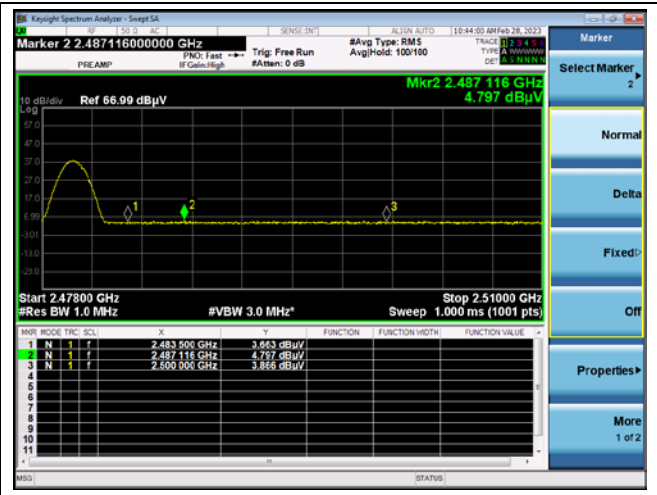 Keysight Spectrum Analyzer - Swept SA
RF 50 Ω AC SENSE:INT ALIGN AUTO 10:44:00 AM Feb 28, 2023
Marker 2 2.487116000000 GHz
PREAMP
PNO: Fast
IFGain:High
Trig: Free Run
#Atten: 0 dB
#Avg Type: RMS
Avg|Hold: 100/100
TRACE 1 2 3 4 5 6
TYPE A WWWWW
DET A S N N N N
Mkr2 2.487 116 GHz
4.797 dBµV
10 dB/div Ref 66.99 dBµV
Log
57.0
47.0
37.0
27.0
17.0
6.99
-3.01
-13.0
-23.0
1
2
3
Start 2.47800 GHz Stop 2.51000 GHz
#Res BW 1.0 MHz #VBW 3.0 MHz* Sweep 1.000 ms (1001 pts)
MKR MODE TRC SCL X Y FUNCTION FUNCTION WIDTH FUNCTION VALUE
1 N 1 f 2.483 500 GHz 3.663 dBµV
2 N 1 f 2.487 116 GHz 4.797 dBµV
3 N 1 f 2.500 000 GHz 3.866 dBµV
4
5
6
7
8
9
10
11
MSG STATUS
Marker
Select Marker
2
Normal
Delta
Fixed
Off
Properties
More
1 of 2